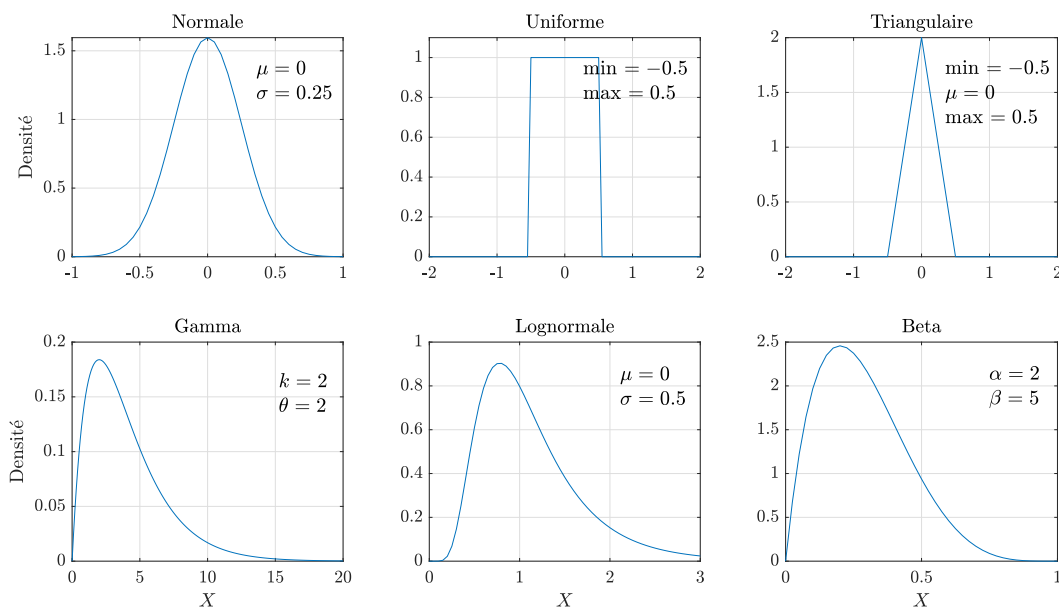 Normale
Uniforme
Triangulaire
Densité
1.5
1
0.5
0
-1
-0.5
0
0.5
1
μ = 0
σ = 0.25
1
0.8
0.6
0.4
0.2
0
-2
-1
0
1
2
min = −0.5
max = 0.5
2
1.5
1
0.5
0
-2
-1
0
1
2
min = −0.5
μ = 0
max = 0.5
Gamma
Lognormale
Beta
Densité
0.2
0.15
0.1
0.05
0
0
5
10
15
20
k = 2
θ = 2
X
1
0.8
0.6
0.4
0.2
0
0
1
2
3
μ = 0
σ = 0.5
X
2.5
2
1.5
1
0.5
0
0
0.5
1
α = 2
β = 5
X